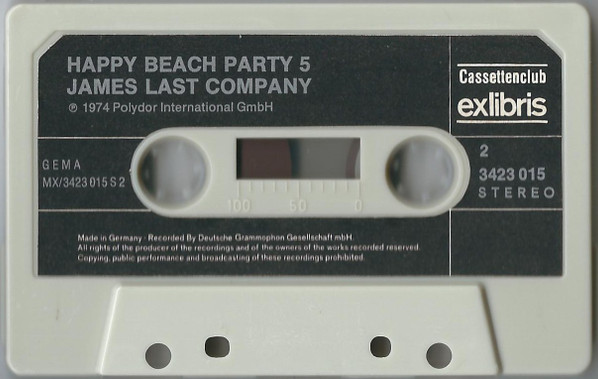 HAPPY BEACH PARTY 5
JAMES LAST COMPANY
℗ 1974 Polydor International GmbH
Cassettenclub
exlibris
GEMA
MX/3423 015 S 2
2
3423 015
STEREO
100 50 0
Made in Germany · Recorded By Deutsche Grammophon Gesellschaft mbH.
All rights of the producer of the recordings and of the owners of the works recorded reserved.
Copying, public performance and broadcasting of these recordings prohibited.